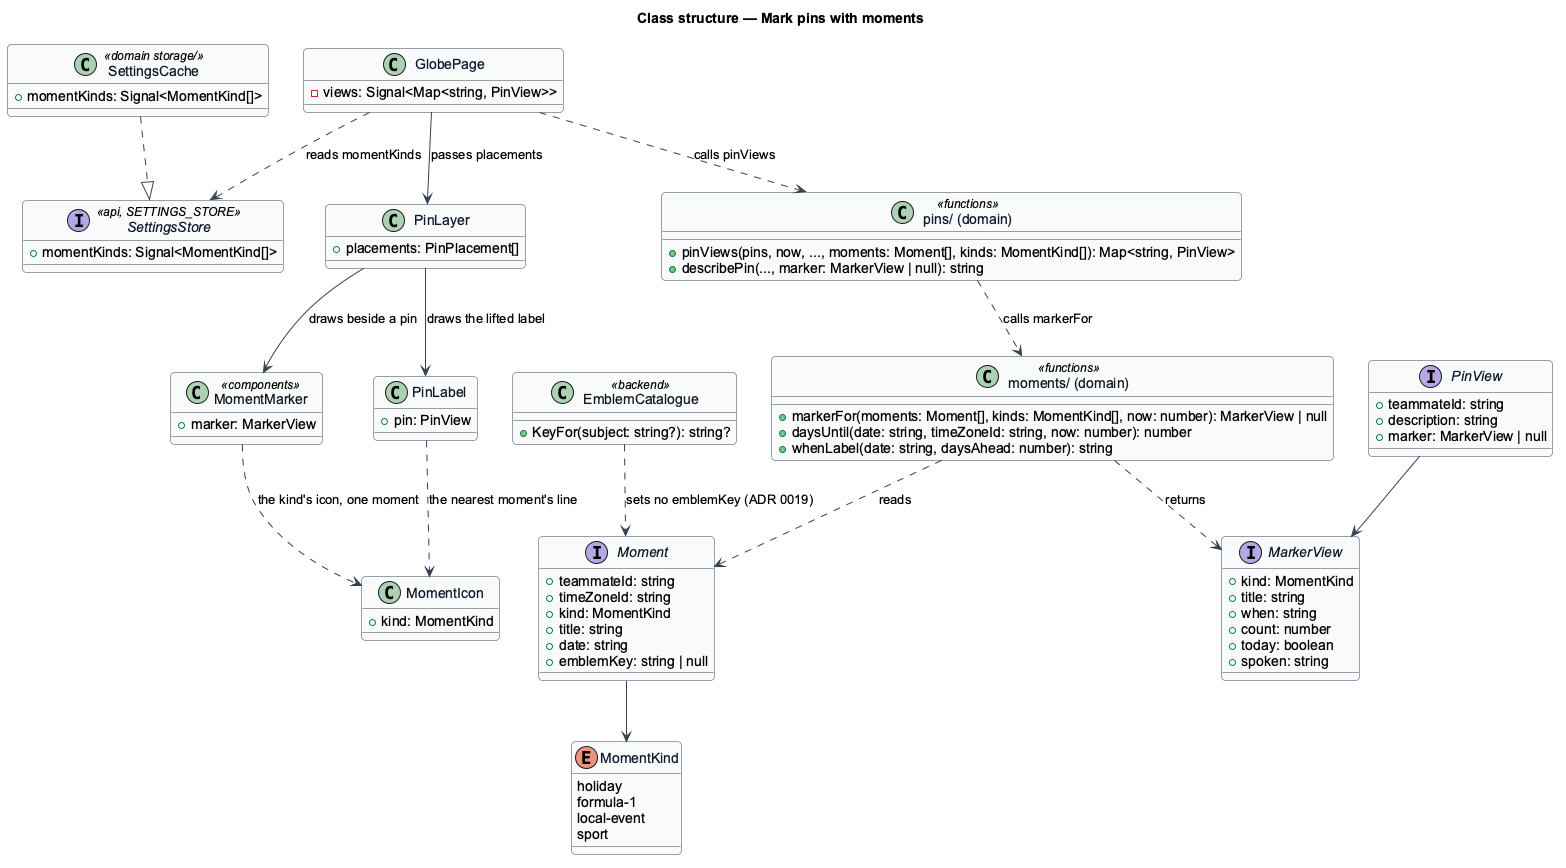 Class structure — Mark pins with moments
«domain storage/»
SettingsCache
momentKinds: Signal<MomentKind[]>
GlobePage
views: Signal<Map<string, PinView>>
reads momentKinds
passes placements
calls pinViews
«api, SETTINGS_STORE»
SettingsStore
momentKinds: Signal<MomentKind[]>
PinLayer
placements: PinPlacement[]
«functions»
pins/ (domain)
pinViews(pins, now, ..., moments: Moment[], kinds: MomentKind[]): Map<string, PinView>
describePin(..., marker: MarkerView | null): string
draws beside a pin
draws the lifted label
calls markerFor
«components»
MomentMarker
marker: MarkerView
PinLabel
pin: PinView
«backend»
EmblemCatalogue
KeyFor(subject: string?): string?
«functions»
moments/ (domain)
markerFor(moments: Moment[], kinds: MomentKind[], now: number): MarkerView | null
daysUntil(date: string, timeZoneId: string, now: number): number
whenLabel(date: string, daysAhead: number): string
PinView
teammateId: string
description: string
marker: MarkerView | null
the kind's icon, one moment
the nearest moment's line
sets no emblemKey (ADR 0019)
reads
returns
MomentIcon
kind: MomentKind
Moment
teammateId: string
timeZoneId: string
kind: MomentKind
title: string
date: string
emblemKey: string | null
MarkerView
kind: MomentKind
title: string
when: string
count: number
today: boolean
spoken: string
MomentKind
holiday
formula-1
local-event
sport